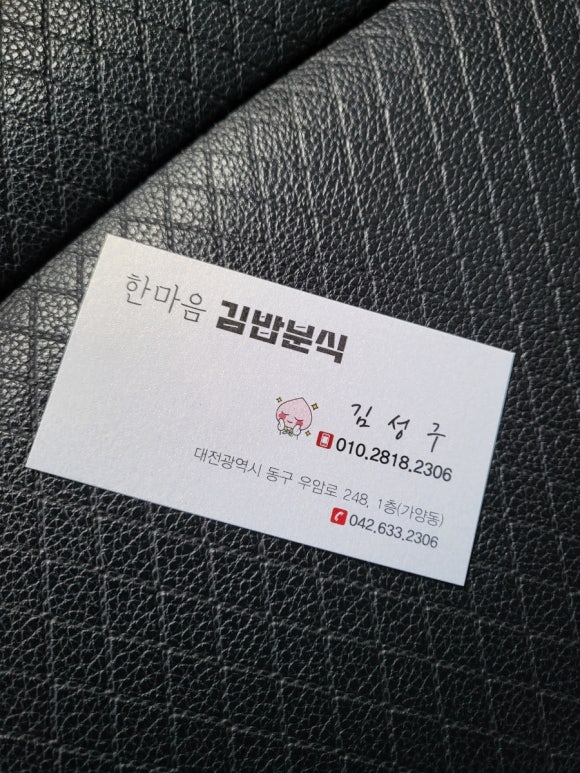 한마음 김밥분식
김성구
010.2818.2306
대전광역시 동구 우암로 248, 1층(가양동)
042.633.2306